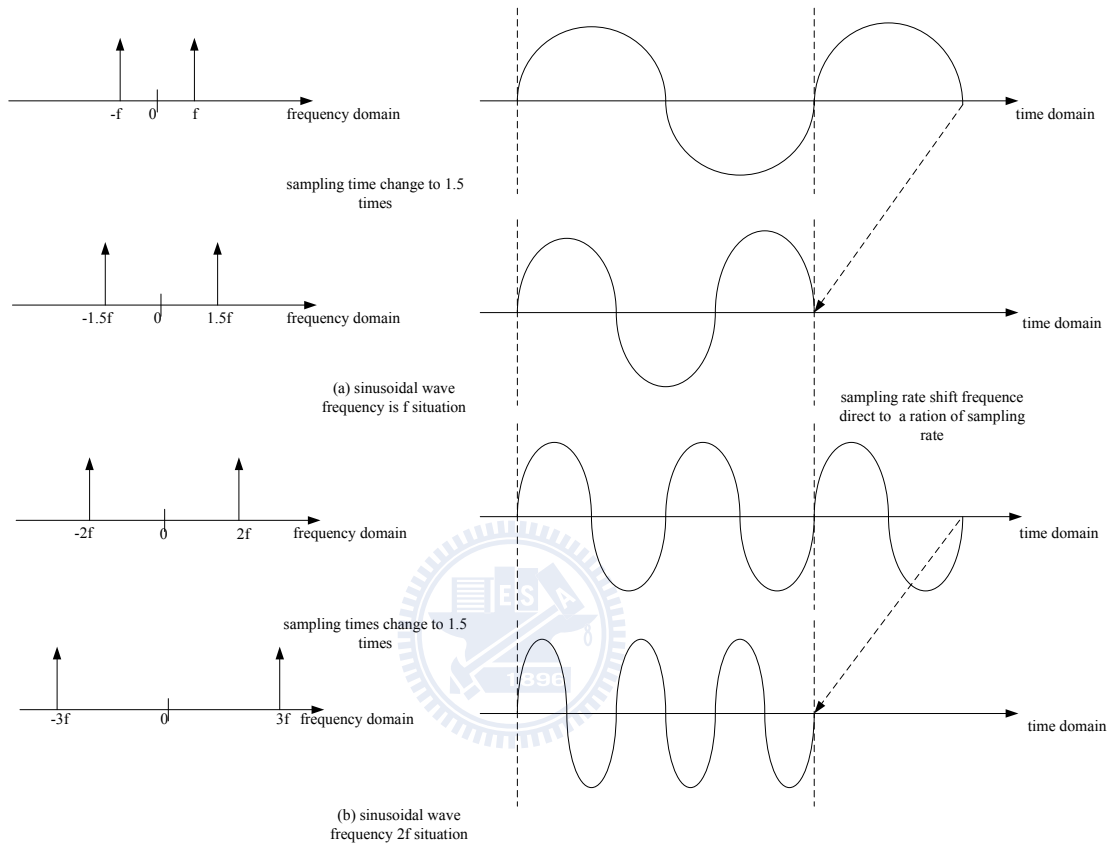 -f 0 f frequency domain
time domain
sampling time change to 1.5
times
-1.5f 0 1.5f frequency domain
time domain
(a) sinusoidal wave
frequency is f situation
sampling rate shift frequence
direct to a ration of sampling
rate
-2f 0 2f frequency domain
time domain
ESA
sampling times change to 1.5
times
1896
-3f 0 3f frequency domain
time domain
(b) sinusoidal wave
frequency 2f situation